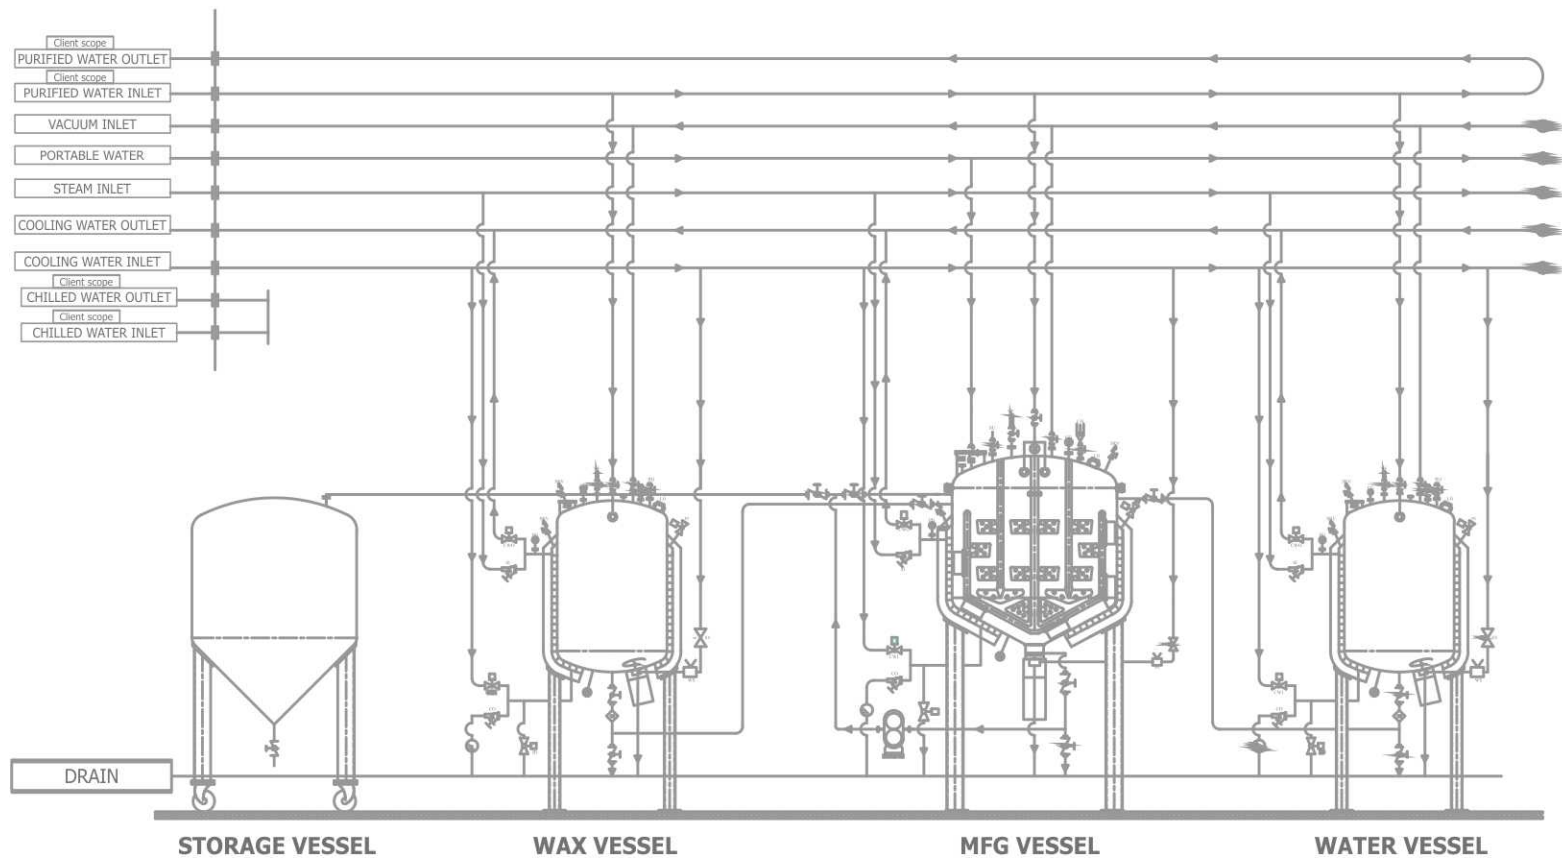 Client scope
PURIFIED WATER OUTLET
Client scope
PURIFIED WATER INLET
VACUUM INLET
PORTABLE WATER
STEAM INLET
COOLING WATER OUTLET
COOLING WATER INLET
Client scope
CHILLED WATER OUTLET
Client scope
CHILLED WATER INLET
DRAIN
STORAGE VESSEL
WAX VESSEL
MFG VESSEL
WATER VESSEL